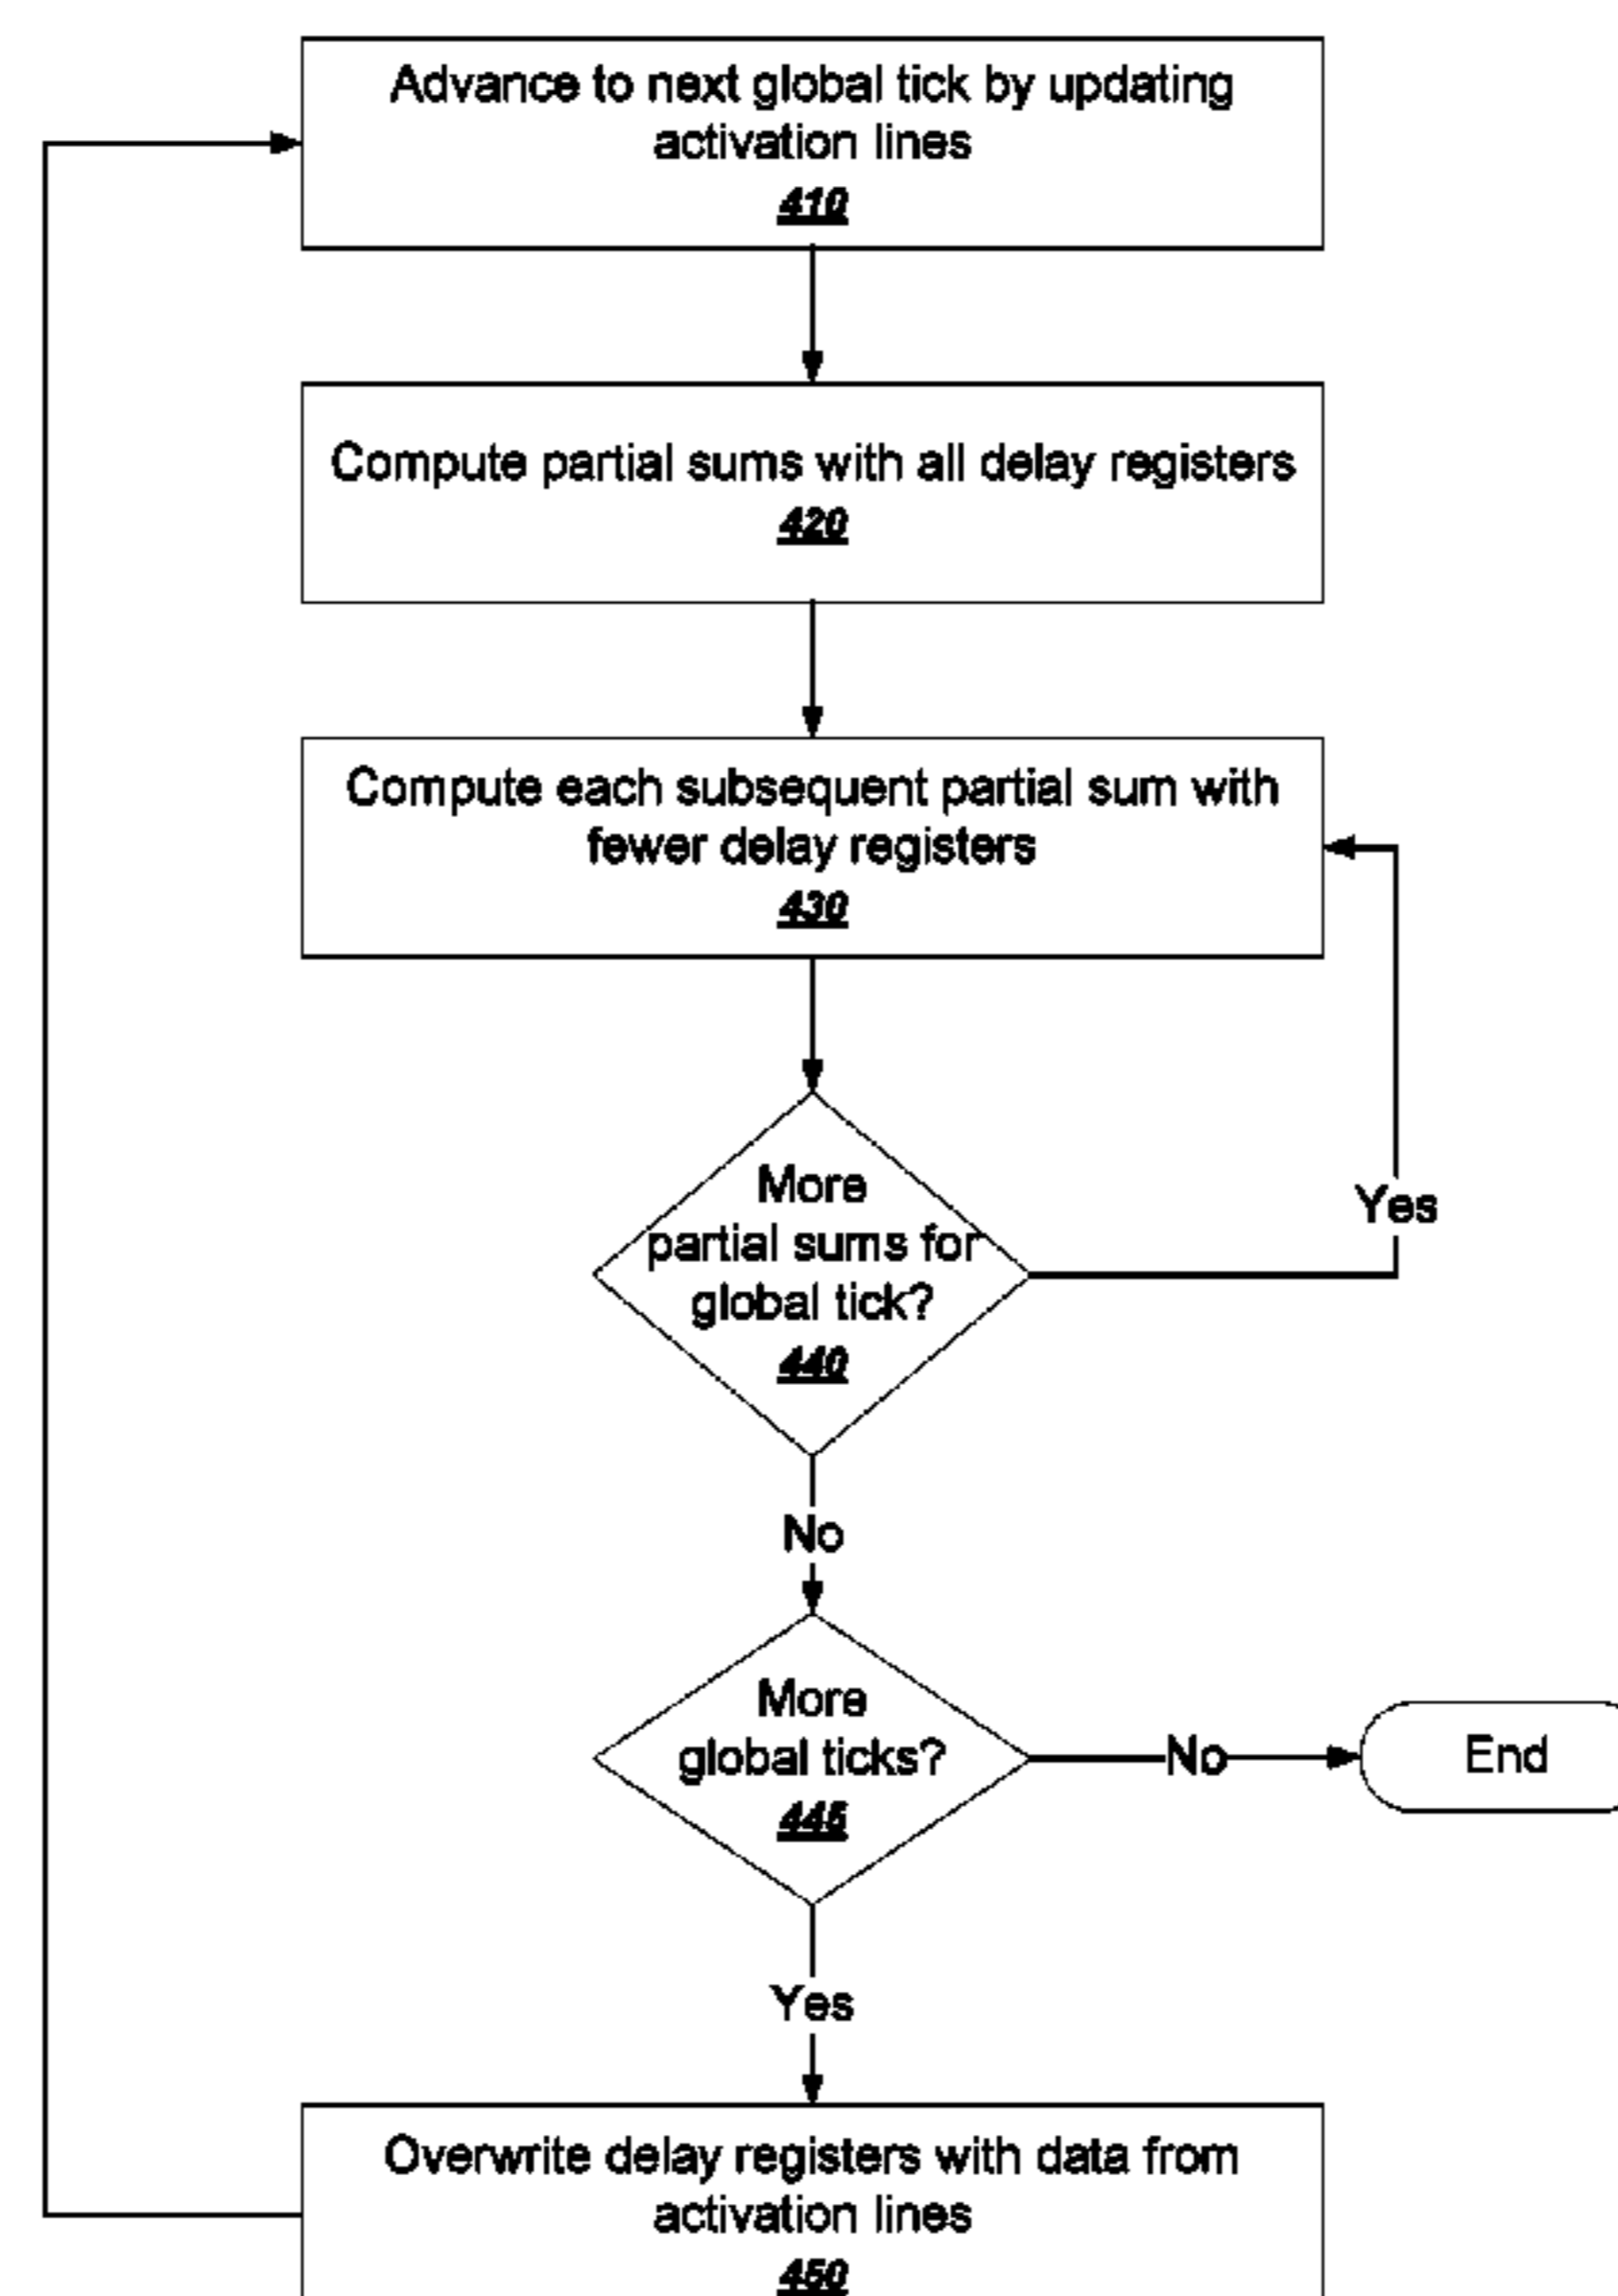 Advance to next global tick by updating
activation lines
410
Compute partial sums with all delay registers
420
Compute each subsequent partial sum with
fewer delay registers
430
More
partial sums for
global tick?
440
Yes
No
More
global ticks?
445
No
End
Yes
Overwrite delay registers with data from
activation lines
450